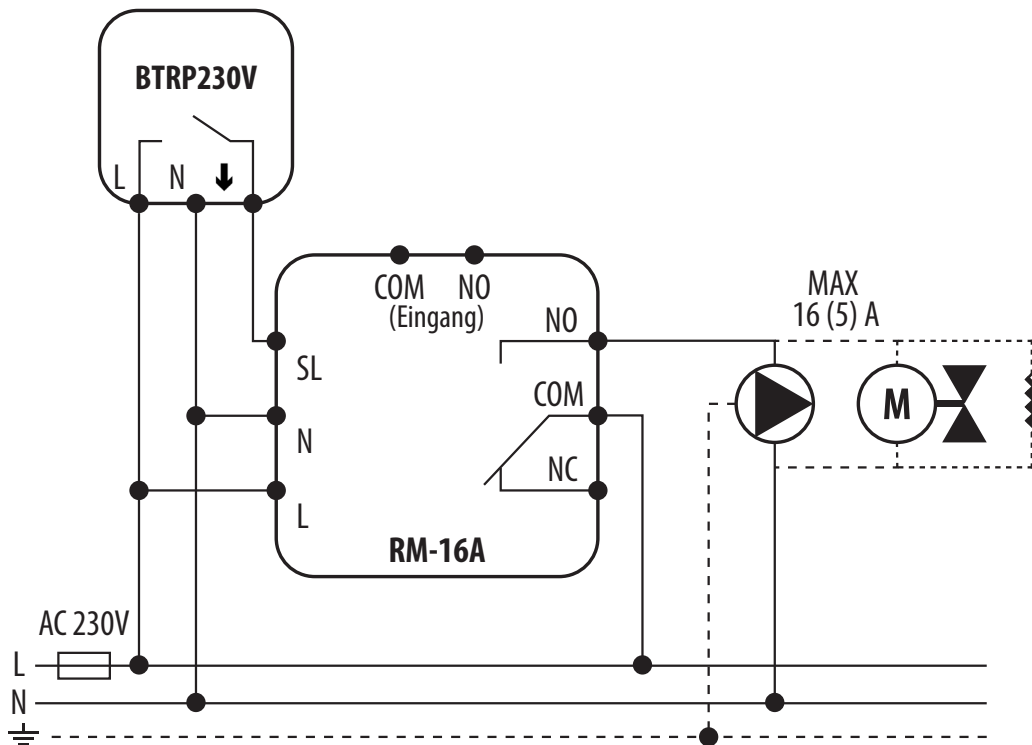 BTRP230V
L N
COM NO
(Eingang)
NO
MAX
16 (5) A
SL
COM
M
N
NC
L
RM-16A
AC 230V
L
N